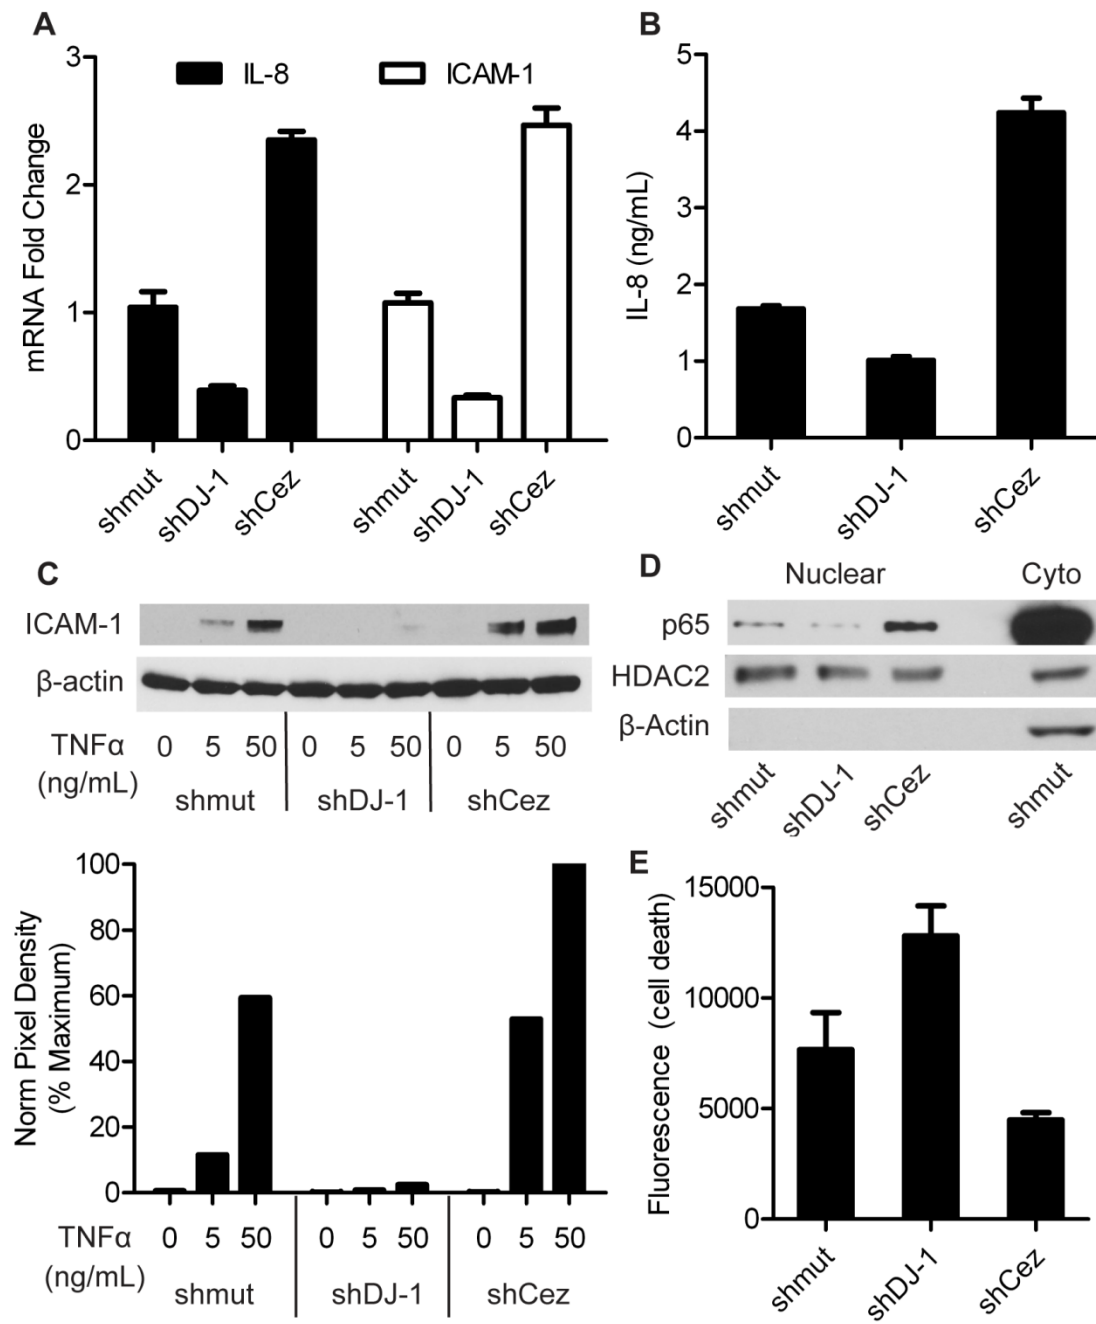 A
3
2
1
0
mRNA Fold Change
IL-8
ICAM-1
shmut
shDJ-1
shCez
shmut
shDJ-1
shCez
B
5
4
3
2
1
0
IL-8 (ng/mL)
shmut
shDJ-1
shCez
C
ICAM-1
β-actin
TNFα 0 5 50 0 5 50 0 5 50
(ng/mL)
shmut shDJ-1 shCez
100
80
60
40
20
0
Norm Pixel Density
(% Maximum)
TNFα 0 5 50 0 5 50 0 5 50
(ng/mL)
shmut shDJ-1 shCez
D
Nuclear Cyto
p65
HDAC2
β-Actin
shmut
shDJ-1
shCez
shmut
E
15000
10000
5000
0
Fluorescence (cell death)
shmut
shDJ-1
shCez